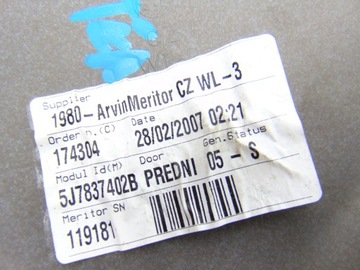 Supplier
1980-ArvinMeritor CZ WL-3
Order n.(C) Date
174304 28/02/2007 02:21
Modul Id(M) Door Gen.Status
5J7837402B PREDNI 05 - S
Meritor SN
119181